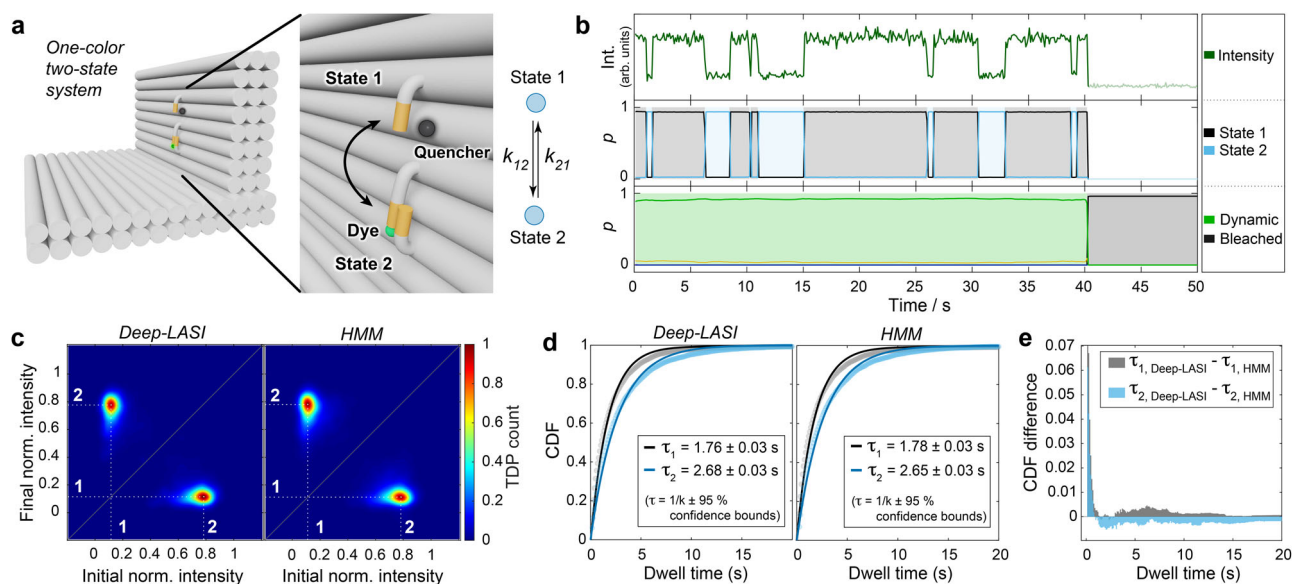 a
One-color
two-state
system
State 1
Quencher
Dye
State 2
State 1
k12
k21
State 2
b
Int.
(arb. units)
Intensity
1
p
0
State 1
State 2
1
p
0
Dynamic
Bleached
0 5 10 15 20 25 30 35 40 45 50
Time / s
c
Deep-LASI
HMM
Final norm. intensity
1
0.8
0.6
0.4
0.2
0
2
1
1
2
2
1
1
2
0 0.2 0.4 0.6 0.8 1
0 0.2 0.4 0.6 0.8 1
Initial norm. intensity
Initial norm. intensity
1
0.8
0.6
0.4
0.2
0
TDP count
d
Deep-LASI
HMM
CDF
1
0.8
0.6
0.4
0.2
0
τ1 = 1.76 ± 0.03 s
τ2 = 2.68 ± 0.03 s
(τ = 1/k ± 95 %
confidence bounds)
τ1 = 1.78 ± 0.03 s
τ2 = 2.65 ± 0.03 s
(τ = 1/k ± 95 %
confidence bounds)
0 5 10 15
0 5 10 15 20
Dwell time (s)
Dwell time (s)
e
CDF difference
0.07
0.06
0.05
0.04
0.03
0.02
0.01
0.00
τ1, Deep-LASI - τ1, HMM
τ2, Deep-LASI - τ2, HMM
0 5 10 15 20
Dwell time (s)